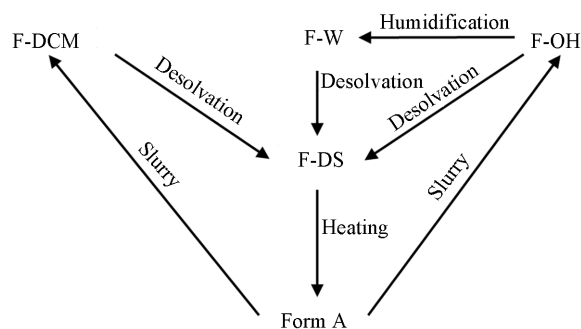 Humidification
F-DCM
F-W
F-OH
Desolvation
Desolvation
Desolvation
F-DS
Slurry
Slurry
Heating
Form A